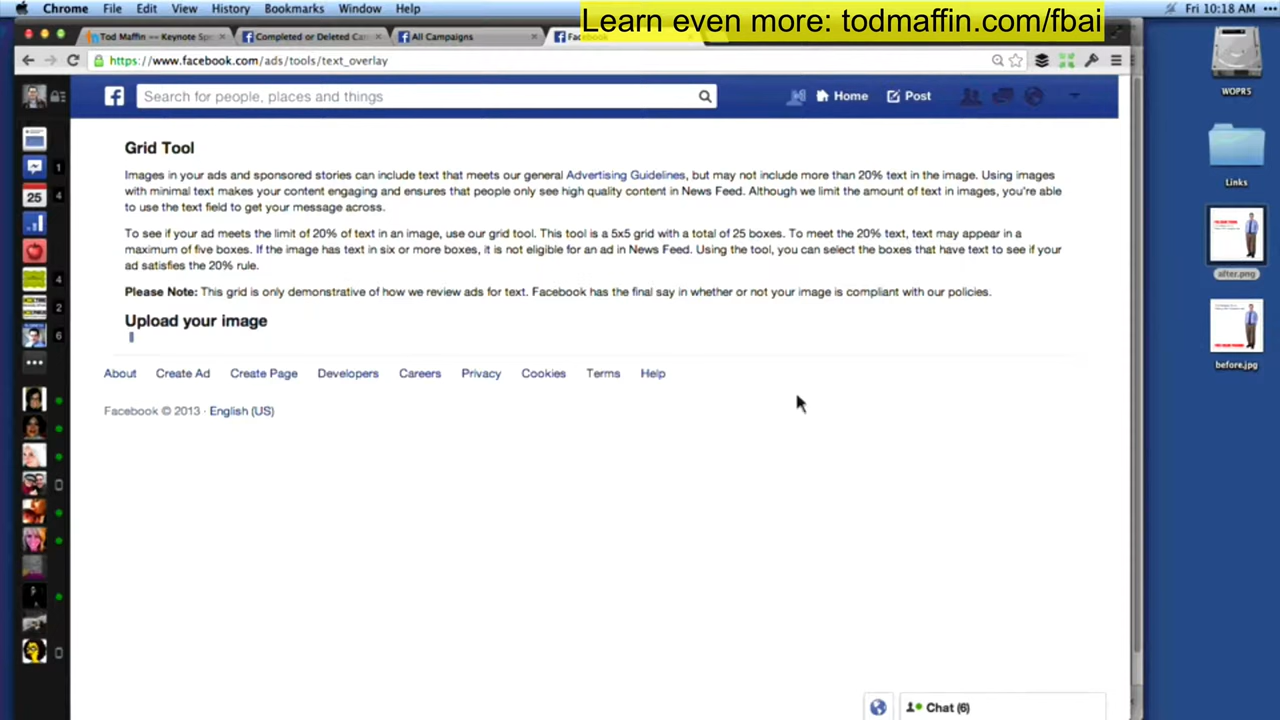 Chrome File Edit View History Bookmarks Window Help
Fri 10:18 AM
Learn even more: todmaffin.com/fbai
Tod Maffin -- Keynote Spe
Completed or Deleted Ca
All Campaigns
Facebook
https://www.facebook.com/ads/tools/text_overlay
Search for people, places and things
Home
Post
WOPR5
Links
after.png
before.jpg
1
25
4
4
2
6
Grid Tool
Images in your ads and sponsored stories can include text that meets our general Advertising Guidelines, but may not include more than 20% text in the image. Using images
with minimal text makes your content engaging and ensures that people only see high quality content in News Feed. Although we limit the amount of text in images, you're able
to use the text field to get your message across.
To see if your ad meets the limit of 20% of text in an image, use our grid tool. This tool is a 5x5 grid with a total of 25 boxes. To meet the 20% text, text may appear in a
maximum of five boxes. If the image has text in six or more boxes, it is not eligible for an ad in News Feed. Using the tool, you can select the boxes that have text to see if your
ad satisfies the 20% rule.
Please Note: This grid is only demonstrative of how we review ads for text. Facebook has the final say in whether or not your image is compliant with our policies.
Upload your image
About Create Ad Create Page Developers Careers Privacy Cookies Terms Help
Facebook © 2013 · English (US)
Chat (6)